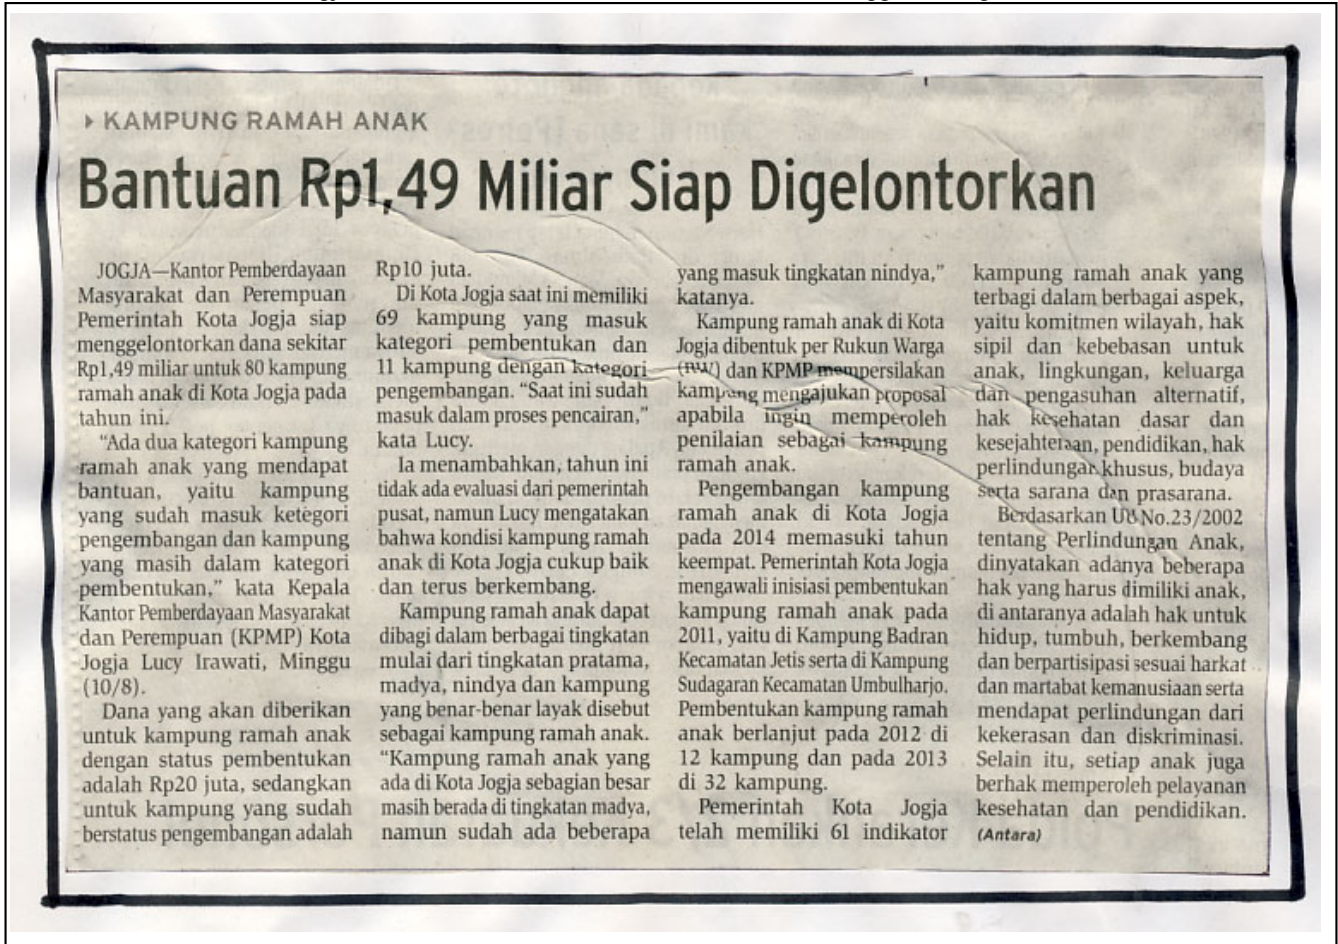 KAMPUNG RAMAH ANAK
Bantuan Rp1,49 Miliar Siap Digelontorkan
JOGJA—Kantor Pemberdayaan
Masyarakat dan Perempuan
Pemerintah Kota Jogja siap
menggelontorkan dana sekitar
Rp1,49 miliar untuk 80 kampung
ramah anak di Kota Jogja pada
tahun ini.
"Ada dua kategori kampung
ramah anak yang mendapat
bantuan, yaitu kampung
yang sudah masuk ketegori
pengembangan dan kampung
yang masih dalam kategori
pembentukan," kata Kepala
Kantor Pemberdayaan Masyarakat
dan Perempuan (KPMP) Kota
Jogja Lucy Irawati, Minggu
(10/8).
Dana yang akan diberikan
untuk kampung ramah anak
dengan status pembentukan
adalah Rp20 juta, sedangkan
untuk kampung yang sudah
berstatus pengembangan adalah
Rp10 juta.
Di Kota Jogja saat ini memiliki
69 kampung yang masuk
kategori pembentukan dan
11 kampung dengan kategori
pengembangan. "Saat ini sudah
masuk dalam proses pencairan,"
kata Lucy.
Ia menambahkan, tahun ini
tidak ada evaluasi dari pemerintah
pusat, namun Lucy mengatakan
bahwa kondisi kampung ramah
anak di Kota Jogja cukup baik
dan terus berkembang.
Kampung ramah anak dapat
dibagi dalam berbagai tingkatan
mulai dari tingkatan pratama,
madya, nindya dan kampung
yang benar-benar layak disebut
sebagai kampung ramah anak.
"Kampung ramah anak yang
ada di Kota Jogja sebagian besar
masih berada di tingkatan madya,
namun sudah ada beberapa
yang masuk tingkatan nindya,"
katanya.
Kampung ramah anak di Kota
Jogja dibentuk per Rukun Warga
(RW) dan KPMP mempersilakan
kampung mengajukan proposal
apabila ingin memperoleh
penilaian sebagai kampung
ramah anak.
Pengembangan kampung
ramah anak di Kota Jogja
pada 2014 memasuki tahun
keempat. Pemerintah Kota Jogja
mengawali inisiasi pembentukan
kampung ramah anak pada
2011, yaitu di Kampung Badran
Kecamatan Jetis serta di Kampung
Sudagaran Kecamatan Umbulharjo.
Pembentukan kampung ramah
anak berlanjut pada 2012 di
12 kampung dan pada 2013
di 32 kampung.
Pemerintah Kota Jogja
telah memiliki 61 indikator
kampung ramah anak yang
terbagi dalam berbagai aspek,
yaitu komitmen wilayah, hak
sipil dan kebebasan untuk
anak, lingkungan, keluarga
dan pengasuhan alternatif,
hak kesehatan dasar dan
kesejahteraan, pendidikan, hak
perlindungan khusus, budaya
serta sarana dan prasarana.
Berdasarkan UU No.23/2002
tentang Perlindungan Anak,
dinyatakan adanya beberapa
hak yang harus dimiliki anak,
di antaranya adalah hak untuk
hidup, tumbuh, berkembang
dan berpartisipasi sesuai harkat
dan martabat kemanusiaan serta
mendapat perlindungan dari
kekerasan dan diskriminasi.
Selain itu, setiap anak juga
berhak memperoleh pelayanan
kesehatan dan pendidikan.
(Antara)